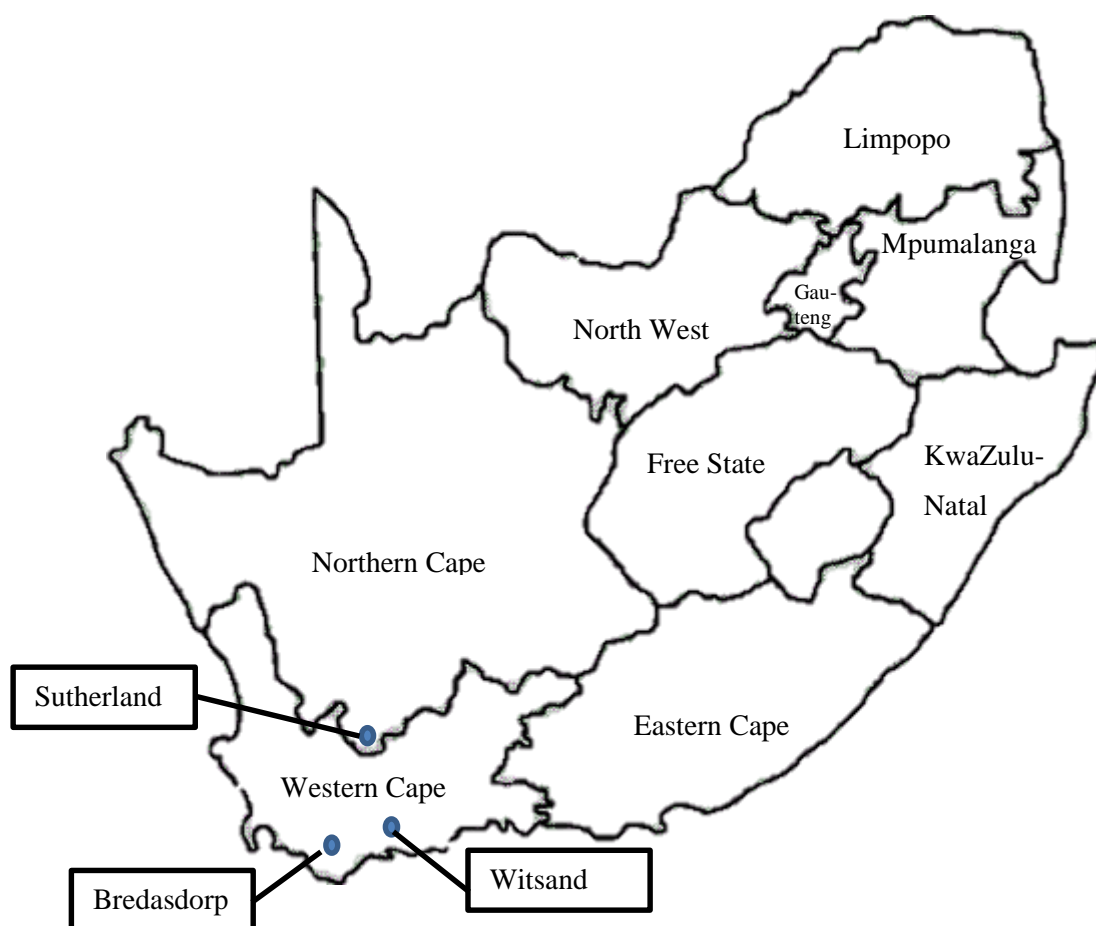 Limpopo
Mpumalanga
Gau-
teng
North West
Free State
KwaZulu-
Natal
Northern Cape
Sutherland
Eastern Cape
Western Cape
Witsand
Bredasdorp